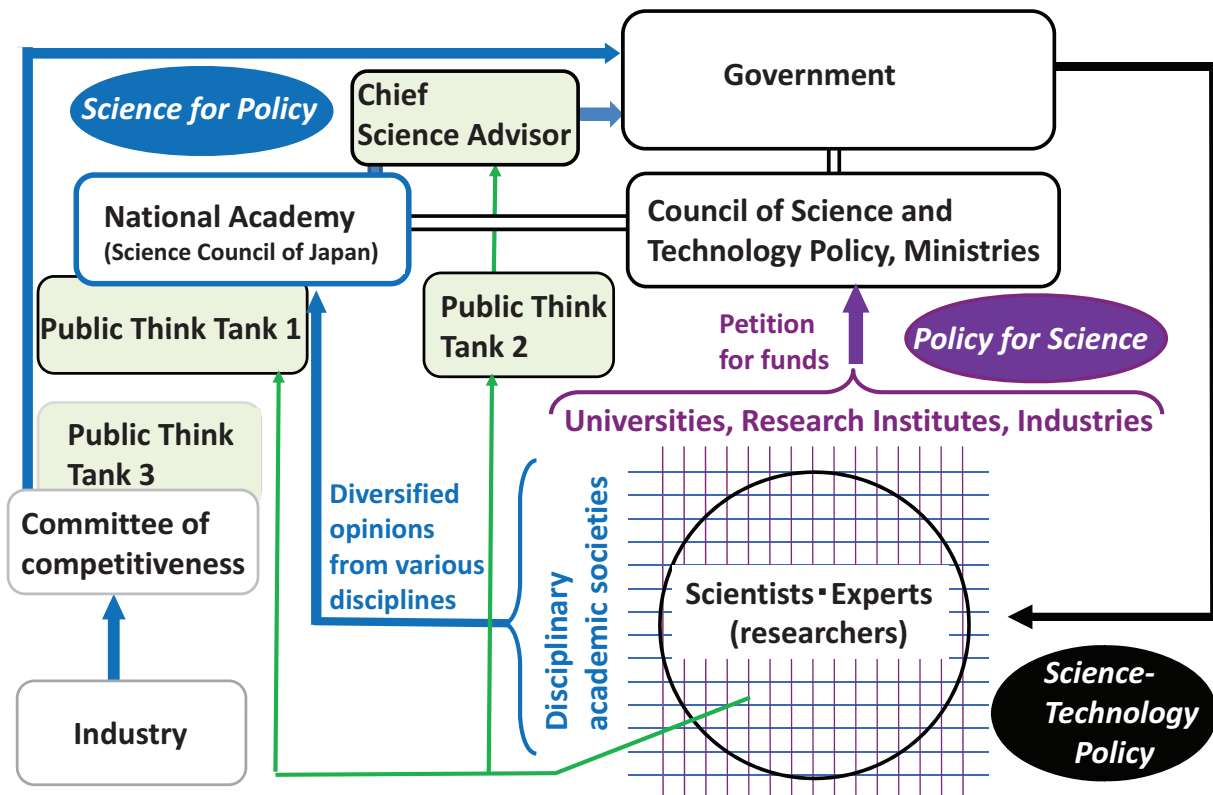 Government
Science for Policy
Chief
Science Advisor
National Academy
(Science Council of Japan)
Council of Science and
Technology Policy, Ministries
Public Think Tank 1
Public Think
Tank 2
Petition
for funds
Policy for Science
Universities, Research Institutes, Industries
Public Think
Tank 3
Committee of
competitiveness
Diversified
opinions
from various
disciplines
Disciplinary
academic societies
Scientists・Experts
(researchers)
Science-
Technology
Policy
Industry